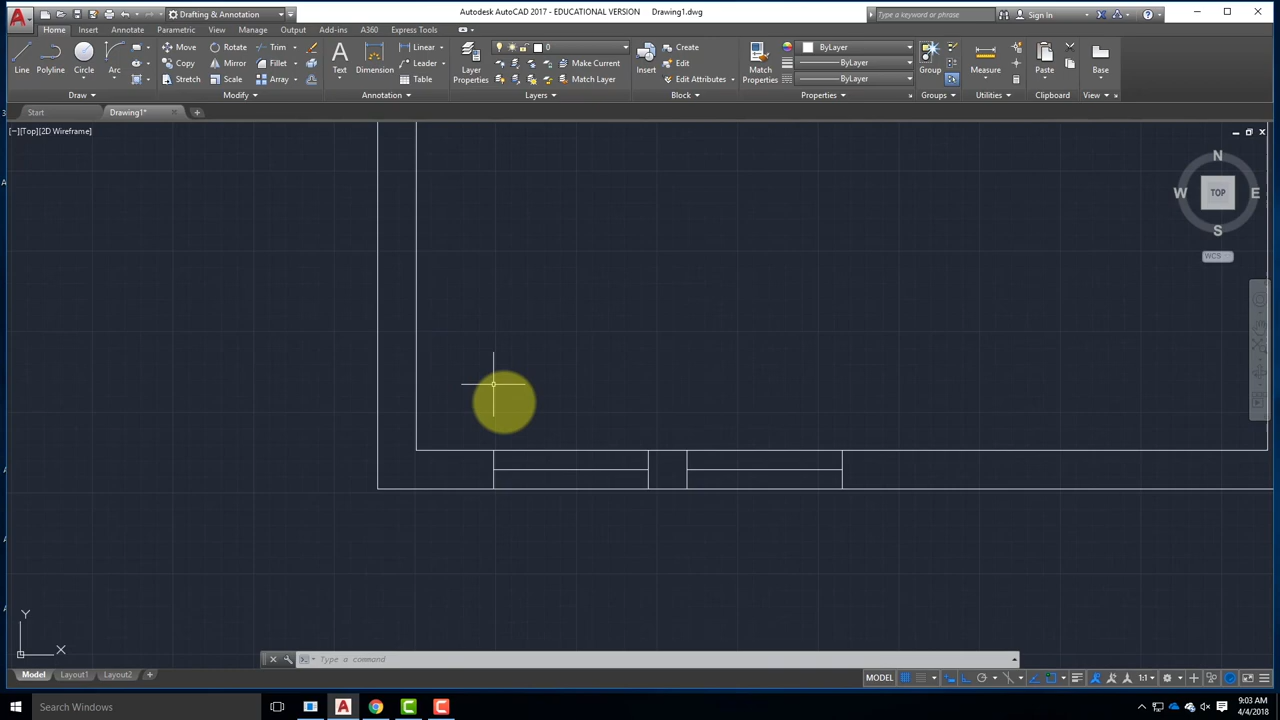 Drafting & Annotation
Autodesk AutoCAD 2017 - EDUCATIONAL VERSION Drawing1.dwg
Type a keyword or phrase
Sign In
Home Insert Annotate Parametric View Manage Output Add-ins A360 Express Tools
Move Rotate Trim Linear 0 Create ByLayer
Line Polyline Circle Arc Copy Mirror Fillet Text Dimension Leader Layer Properties Make Current Insert Edit Match Properties ByLayer Group Measure Paste Base
Stretch Scale Array Table Match Layer Edit Attributes ByLayer
Draw Modify Annotation Layers Block Properties Groups Utilities Clipboard View
Start Drawing1*
[−][Top][2D Wireframe]
N
W TOP E
S
WCS
Y
X
Type a command
Model Layout1 Layout2 MODEL 1:1
Search Windows
9:03 AM
4/4/2018